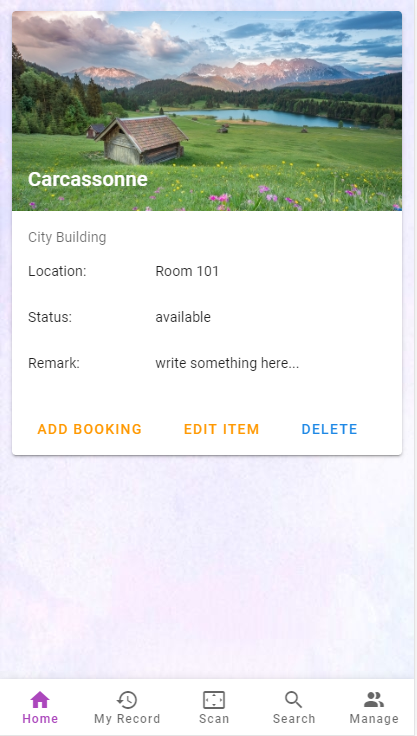 Carcassonne
City Building
Location: Room 101
Status: available
Remark: write something here...
ADD BOOKING EDIT ITEM DELETE
Home My Record Scan Search Manage